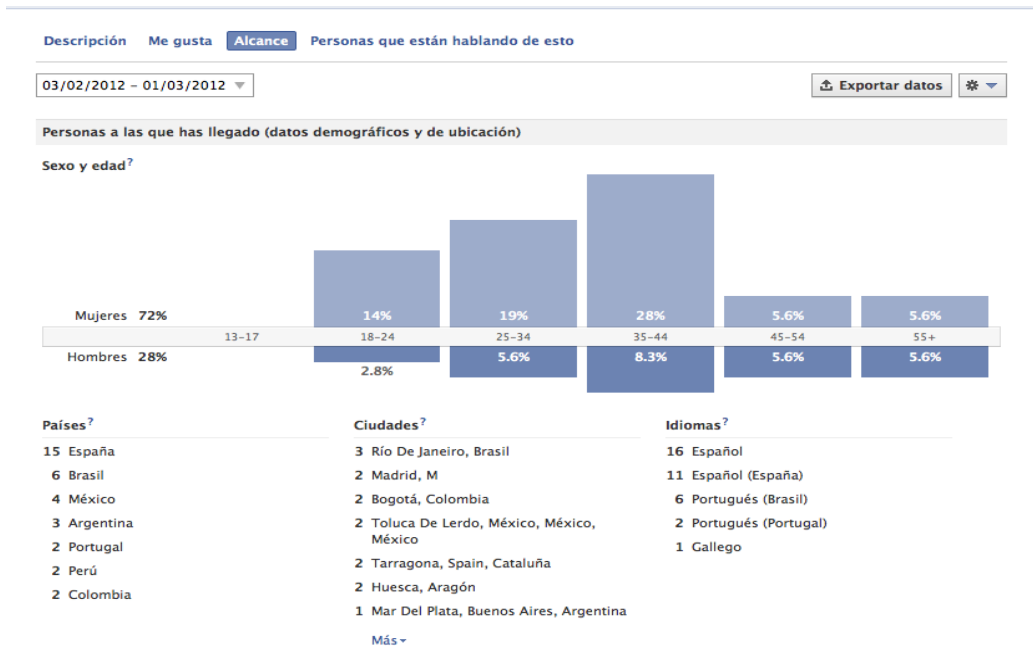 Descripción Me gusta Alcance Personas que están hablando de esto
03/02/2012 – 01/03/2012
Exportar datos
Personas a las que has llegado (datos demográficos y de ubicación)
Sexo y edad?
Mujeres 72% 14% 19% 28% 5.6% 5.6%
13-17 18-24 25-34 35-44 45-54 55+
Hombres 28% 2.8% 5.6% 8.3% 5.6% 5.6%
Países?
15 España
6 Brasil
4 México
3 Argentina
2 Portugal
2 Perú
2 Colombia
Ciudades?
3 Río De Janeiro, Brasil
2 Madrid, M
2 Bogotá, Colombia
2 Toluca De Lerdo, México, México,
México
2 Tarragona, Spain, Cataluña
2 Huesca, Aragón
1 Mar Del Plata, Buenos Aires, Argentina
Más
Idiomas?
16 Español
11 Español (España)
6 Portugués (Brasil)
2 Portugués (Portugal)
1 Gallego